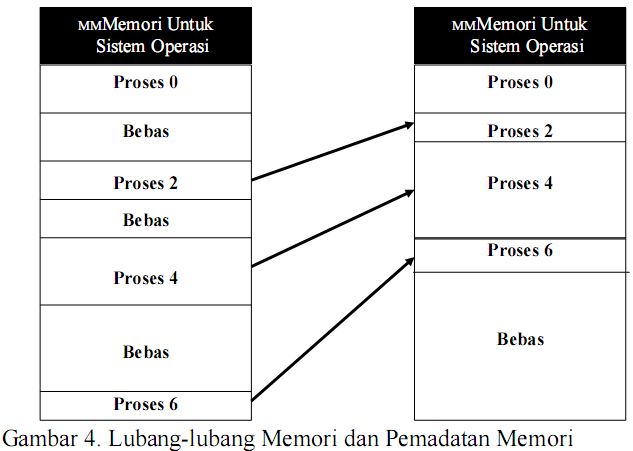 MMMemori Untuk
Sistem Operasi
Proses 0
Bebas
Proses 2
Bebas
Proses 4
Bebas
Proses 6
MMMemori Untuk
Sistem Operasi
Proses 0
Proses 2
Proses 4
Proses 6
Bebas
Gambar 4. Lubang-lubang Memori dan Pemadatan Memori